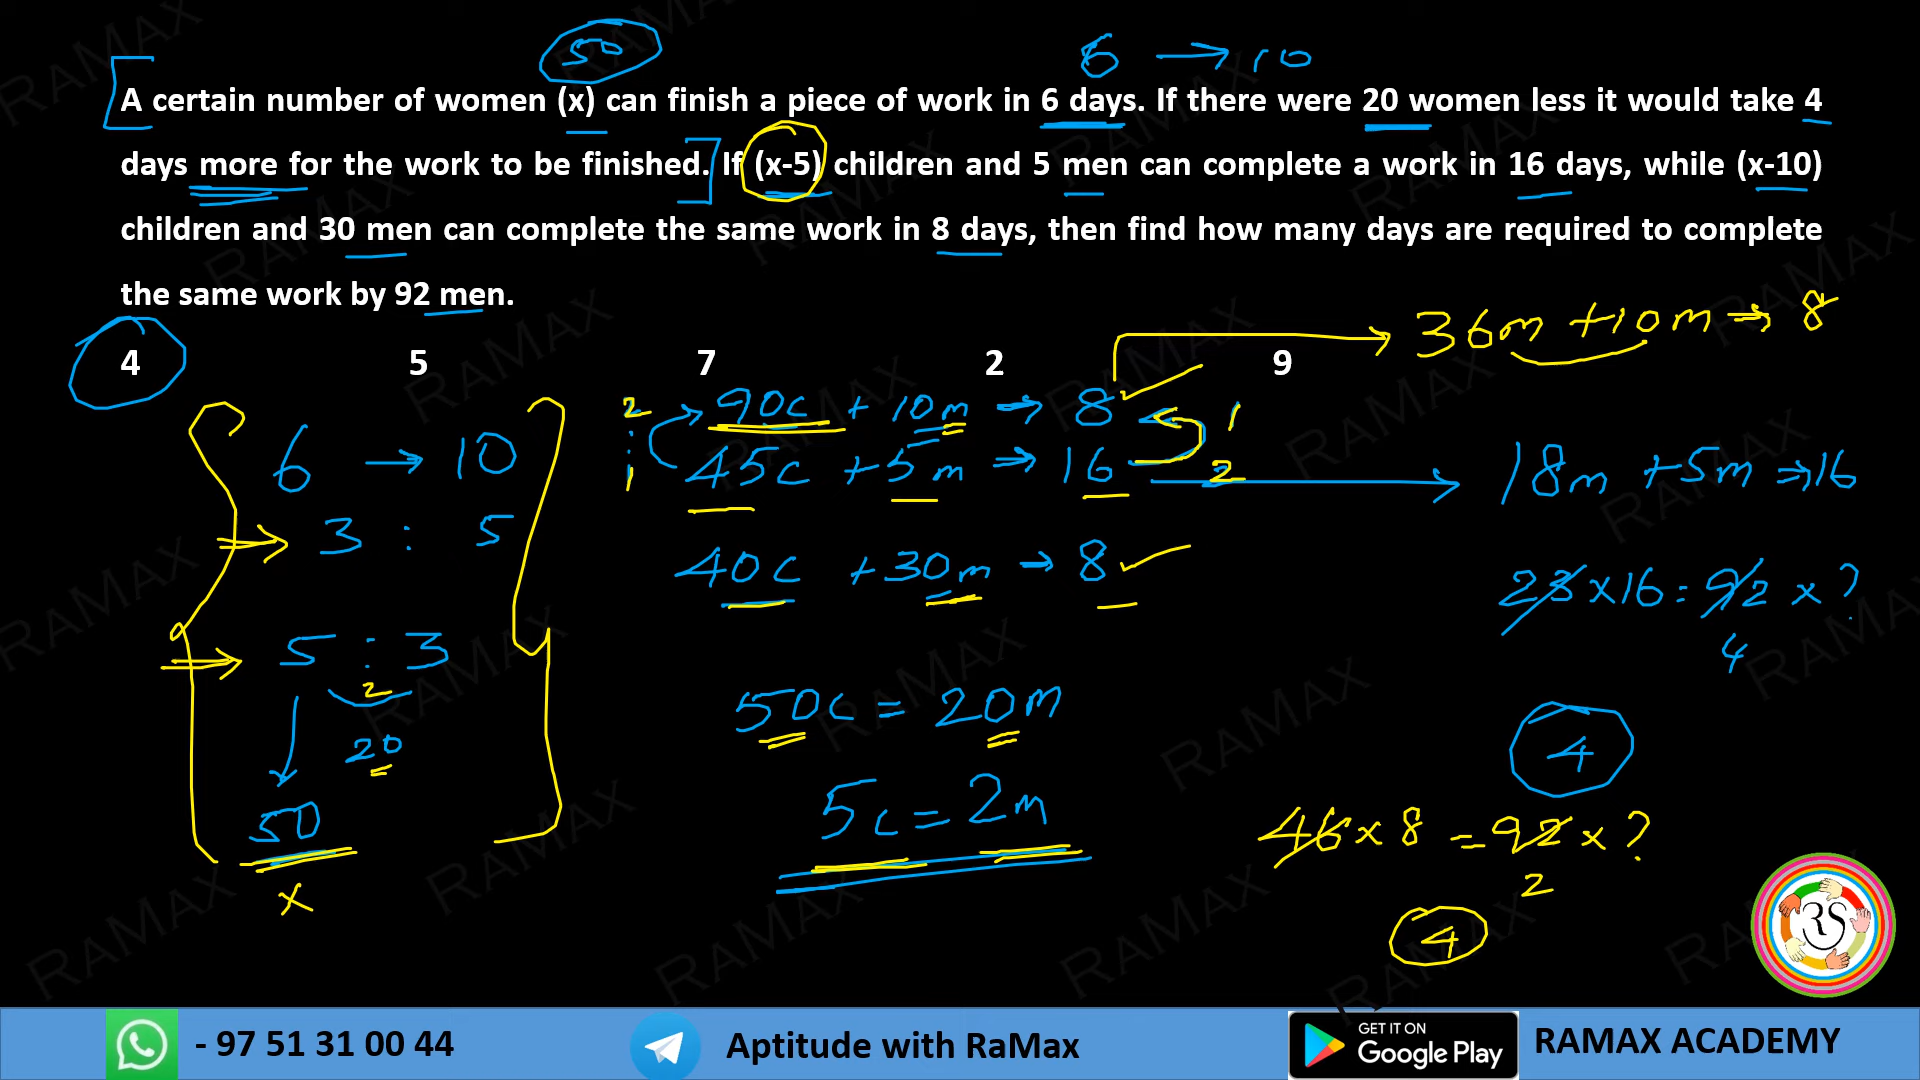 50
6 → 10
A certain number of women (x) can finish a piece of work in 6 days. If there were 20 women less it would take 4
days more for the work to be finished. If (x-5) children and 5 men can complete a work in 16 days, while (x-10)
children and 30 men can complete the same work in 8 days, then find how many days are required to complete
the same work by 92 men.
36m + 10m ⇒ 8
4 5 7 2 9
2 90c + 10m → 8 1
1 45c + 5m → 16 2
18m + 5m ⇒ 16
40c + 30m → 8
6 → 10
3 : 5
5 : 3
2
20
50
x
50c = 20m
5c = 2m
23 x 16 = 92 x ?
4
4
46 x 8 = 92 x ?
2
4
RS
- 97 51 31 00 44
Aptitude with RaMax
GET IT ON
Google Play
RAMAX ACADEMY
RAMAX